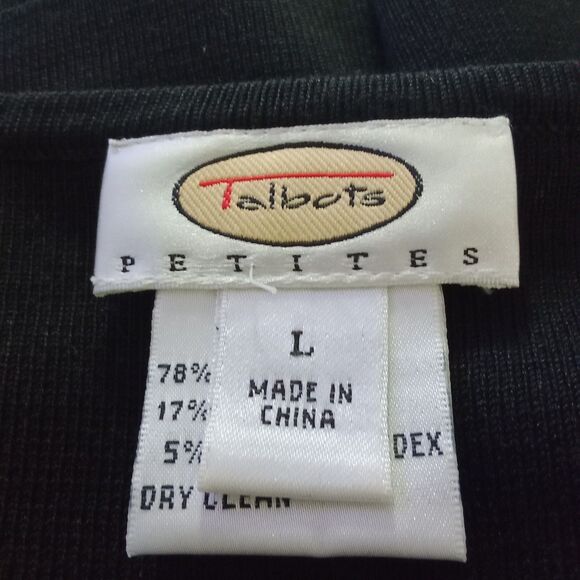 Talbots
PETITES
L
MADE IN
CHINA
78%
17%
5% DEX
DRY CLEAN